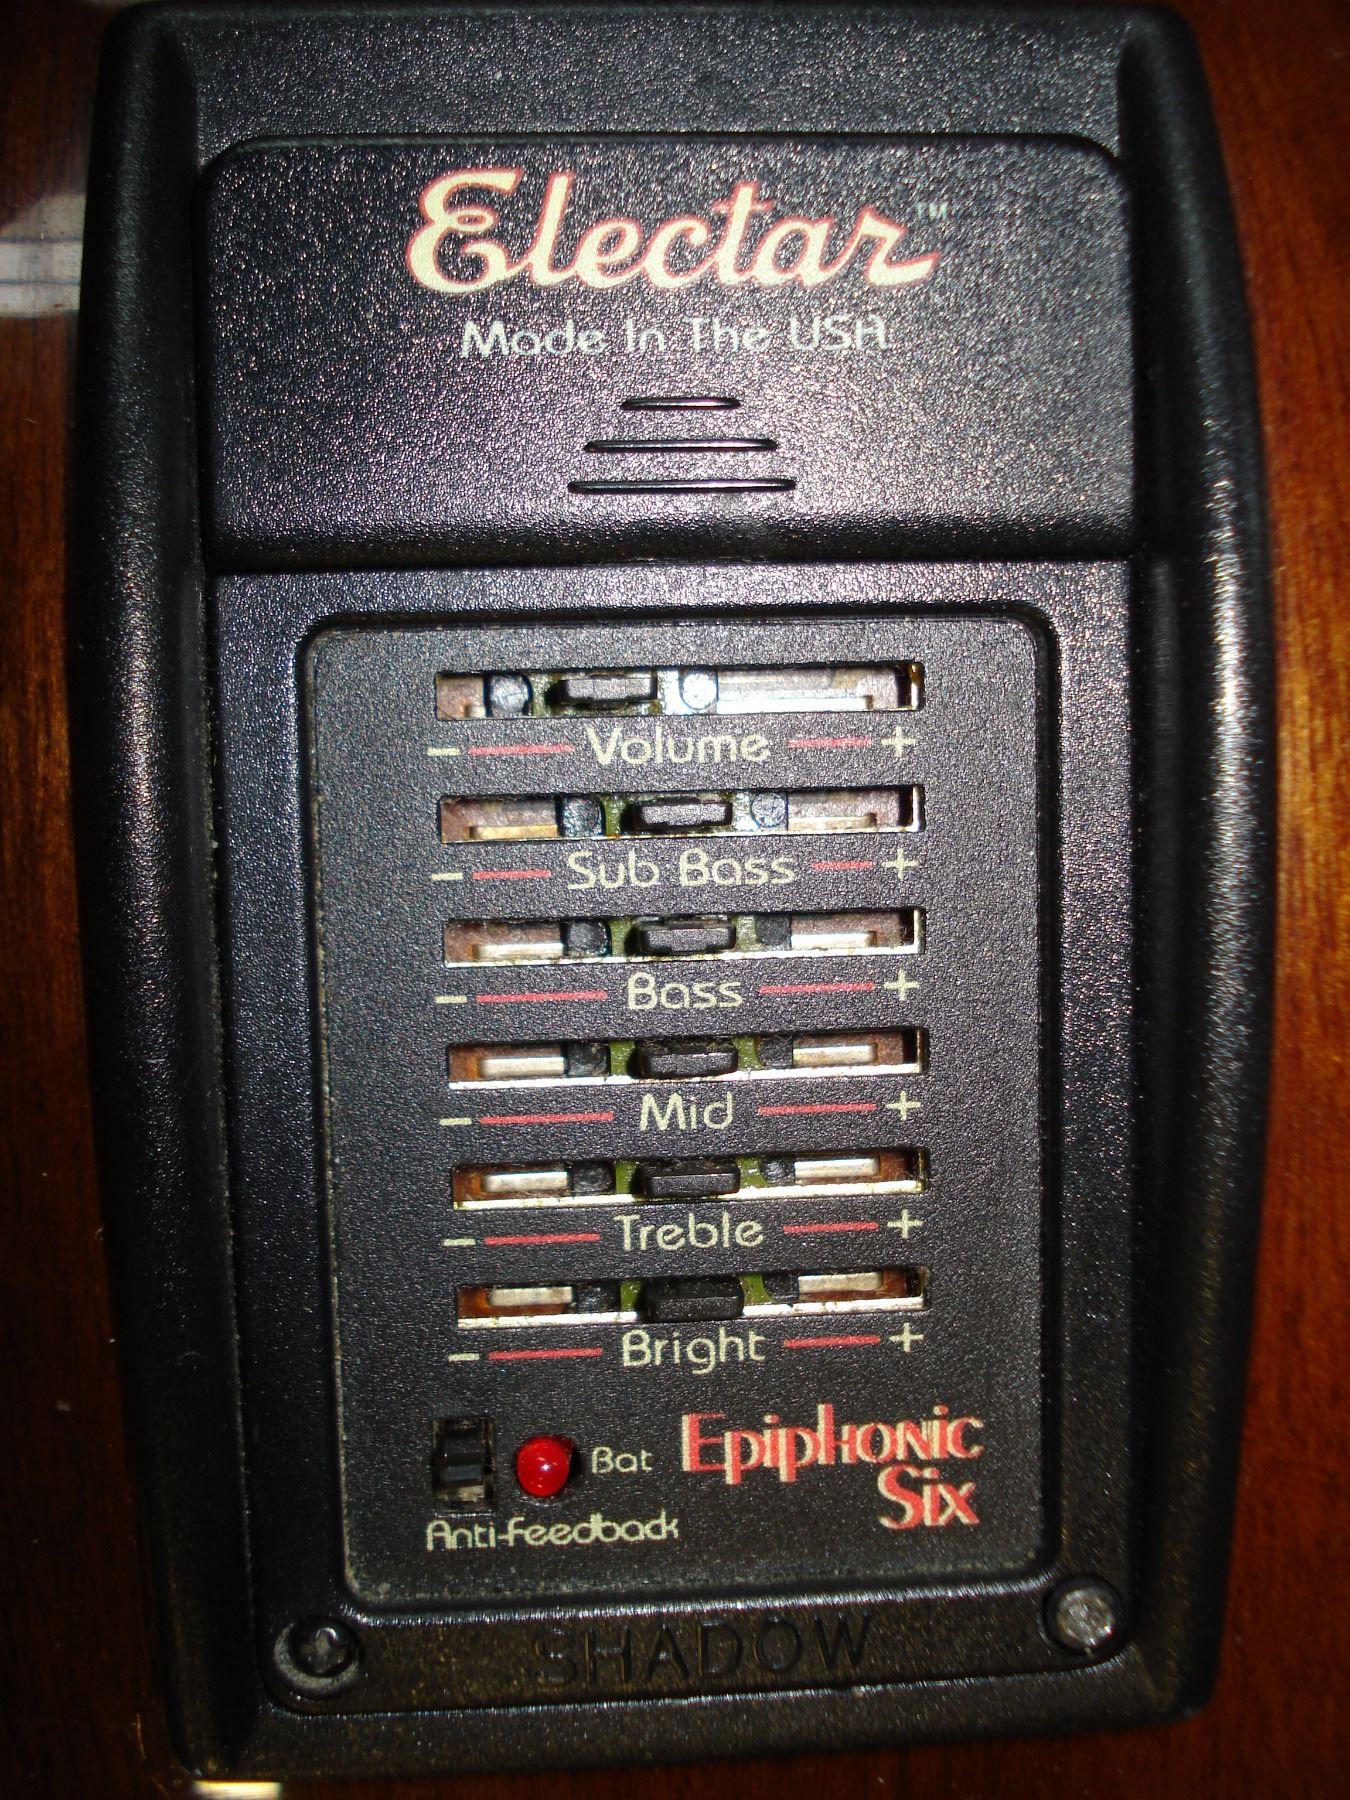 Electar™
Made In The USA
- Volume +
- Sub Bass +
- Bass +
- Mid +
- Treble +
- Bright +
Bat
Epiphonic
Six
Anti-Feedback
SHADOW